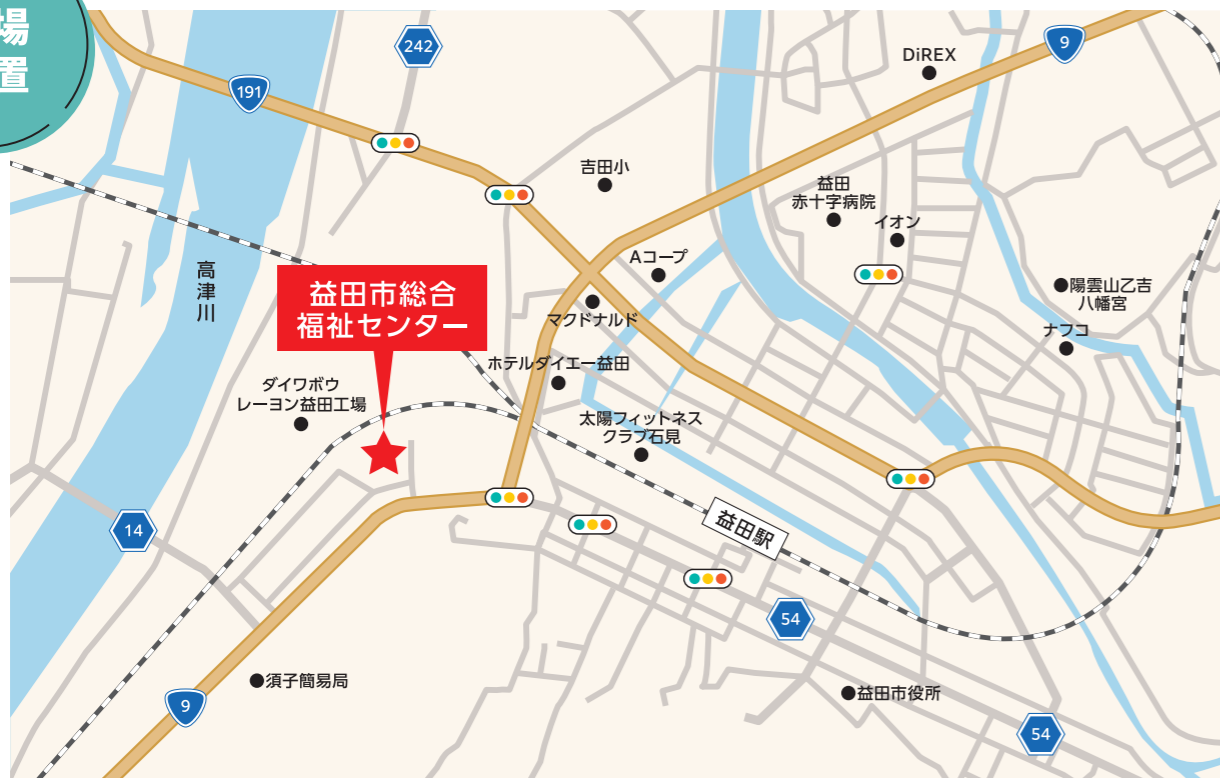 場
置
242
191
9
DiREX
吉田小
益田
赤十字病院
イオン
Aコープ
高津川
益田市総合
福祉センター
マクドナルド
陽雲山乙吉
八幡宮
ナフコ
ホテルダイエー益田
ダイワボウ
レーヨン益田工場
太陽フィットネス
クラブ石見
14
益田駅
54
須子簡易局
9
益田市役所
54